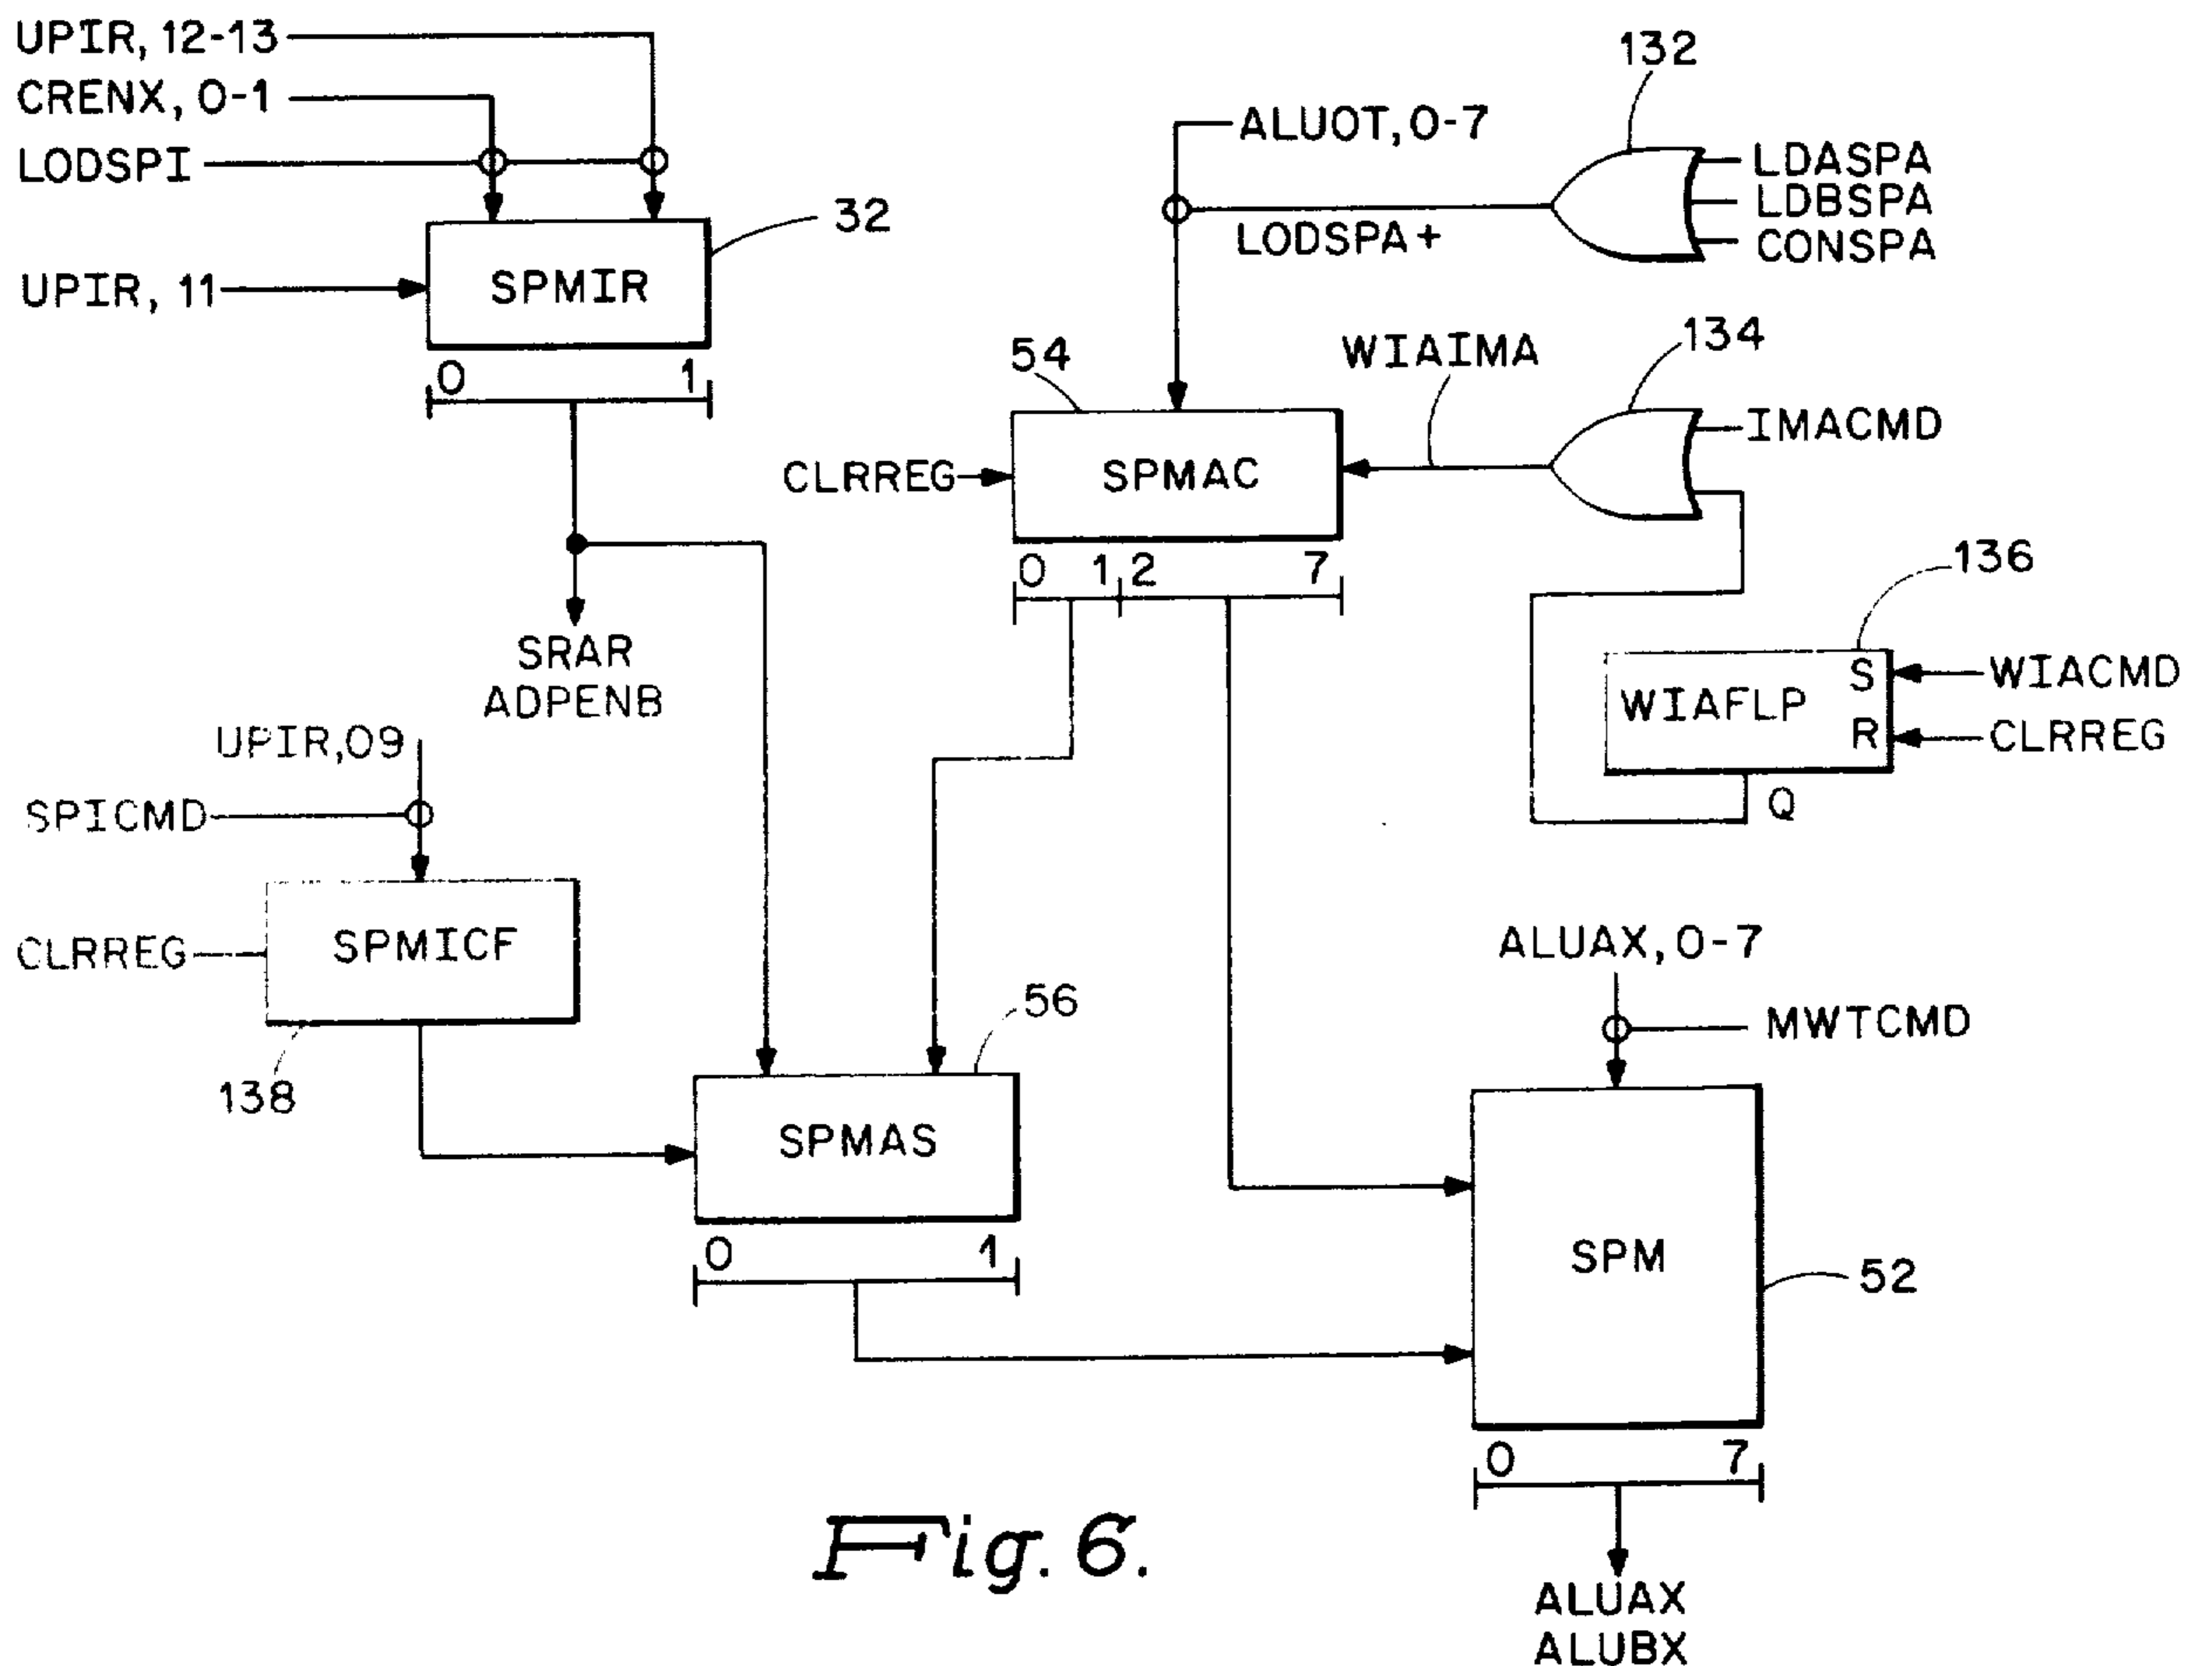 UPIR, 12-13
CRENX, 0-1
LODSPI
UPIR, 11
SPMIR
32
0 1
SRAR
ADPENB
ALUOT, 0-7
132
LDASPA
LDBSPA
CONSPA
LODSPA+
54
WIAIMA
134
IMACMD
CLRREG
SPMAC
0 1 2 7
136
WIAFLP
S
R
WIACMD
CLRREG
Q
UPIR, 09
SPICMD
CLRREG
SPMICF
138
56
SPMAS
0 1
ALUAX, 0-7
MWTCMD
SPM
52
0 7
ALUAX
ALUBX
Fig. 6.